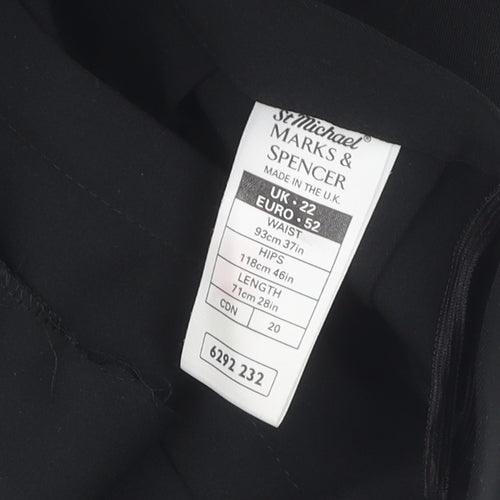 St Michael®
MARKS &
SPENCER
MADE IN THE U.K.
UK • 22
EURO • 52
WAIST
93cm 37in
HIPS
118cm 46in
LENGTH
71cm 28in
CDN 20
6292 232